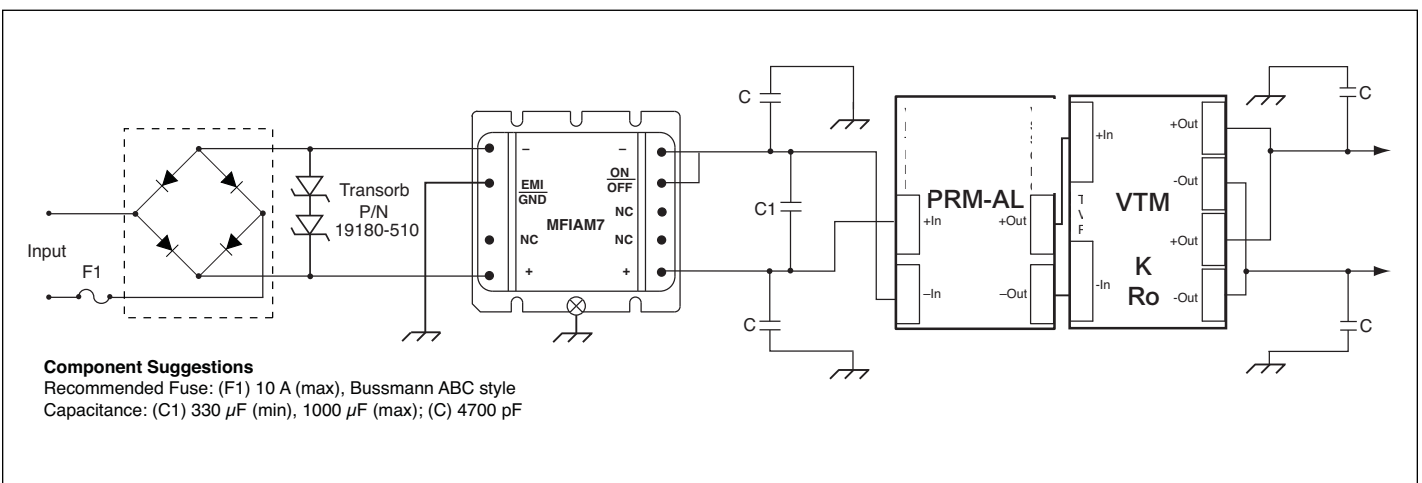 C
C
Input
F1
Transorb
P/N
19180-510
–
EMI
GND
NC
+
MFIAM7
–
ON
OFF
NC
NC
+
C1
C
PRM-AL
+In
–In
+Out
–Out
+In
-In
T
V
F
VTM
K
Ro
+Out
-Out
+Out
-Out
C
Component Suggestions
Recommended Fuse: (F1) 10 A (max), Bussmann ABC style
Capacitance: (C1) 330 µF (min), 1000 µF (max); (C) 4700 pF